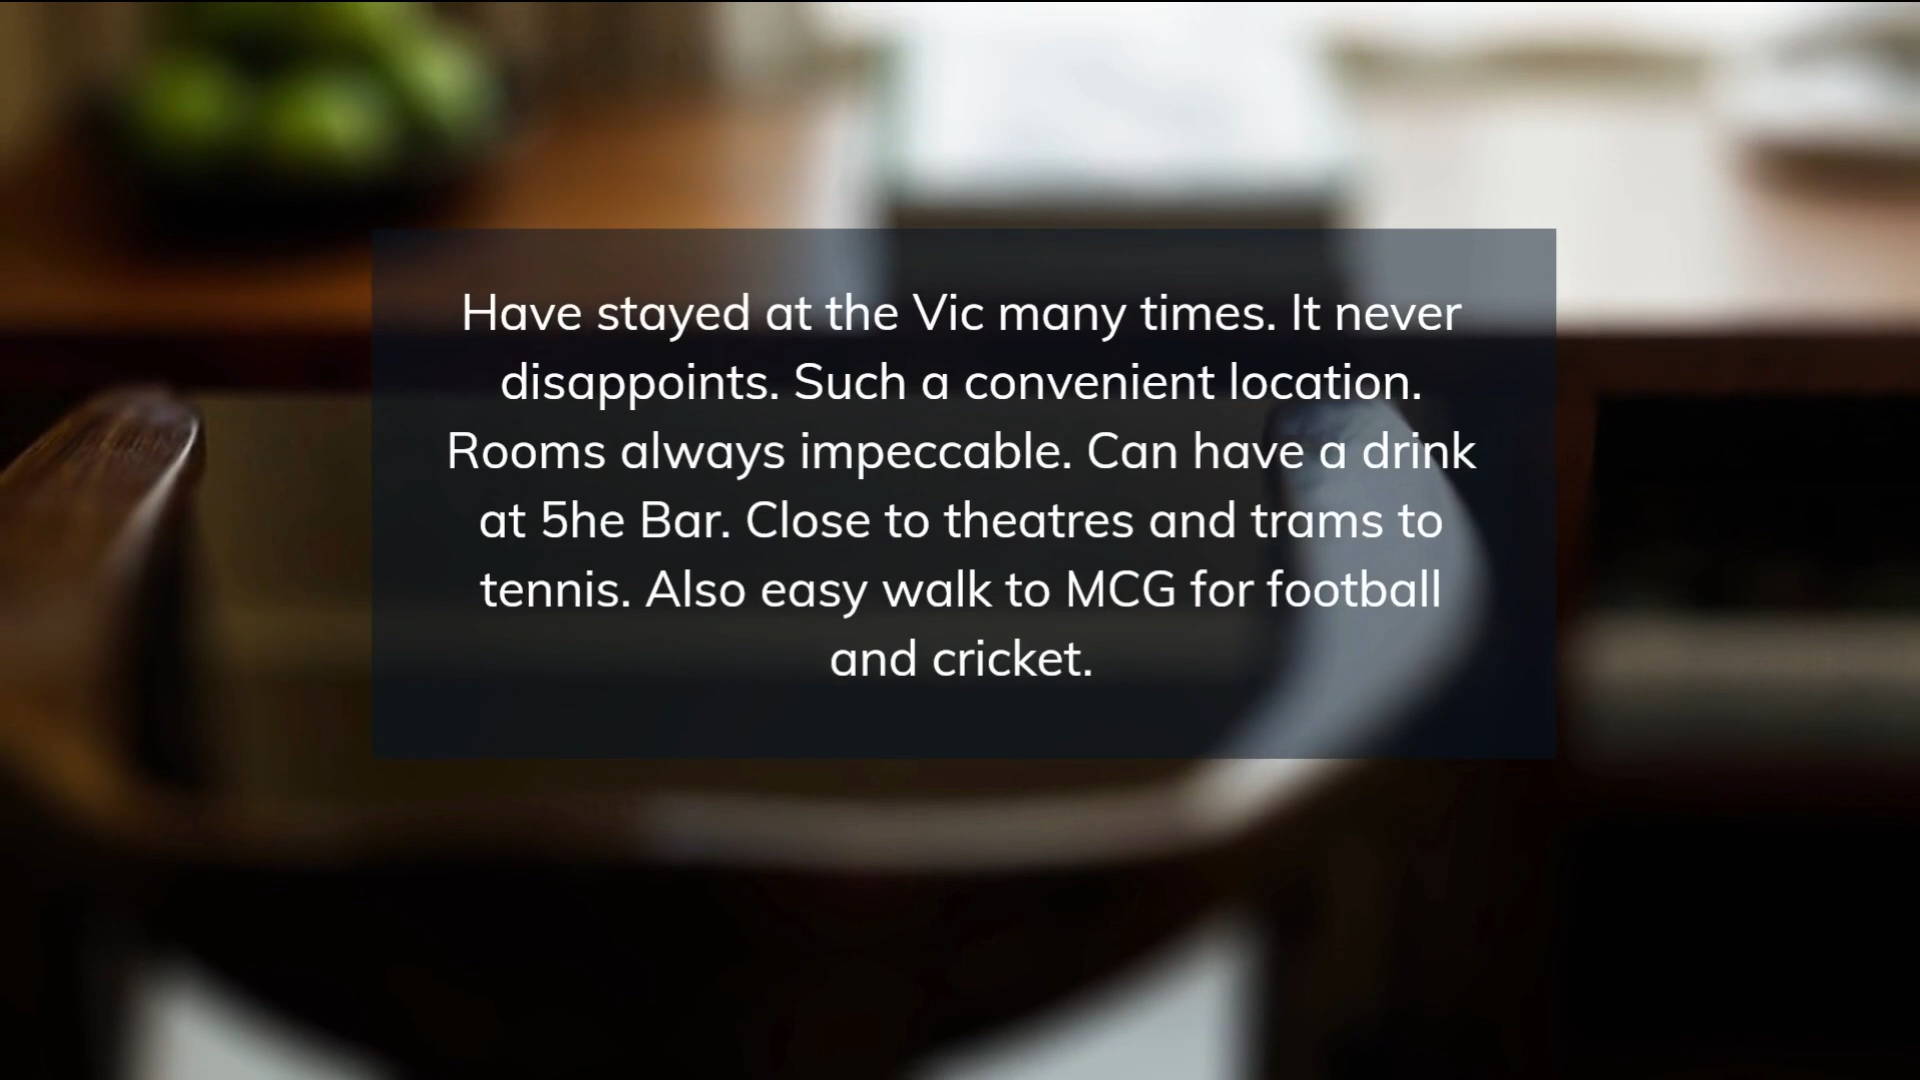 Have stayed at the Vic many times. It never
disappoints. Such a convenient location.
Rooms always impeccable. Can have a drink
at 5he Bar. Close to theatres and trams to
tennis. Also easy walk to MCG for football
and cricket.